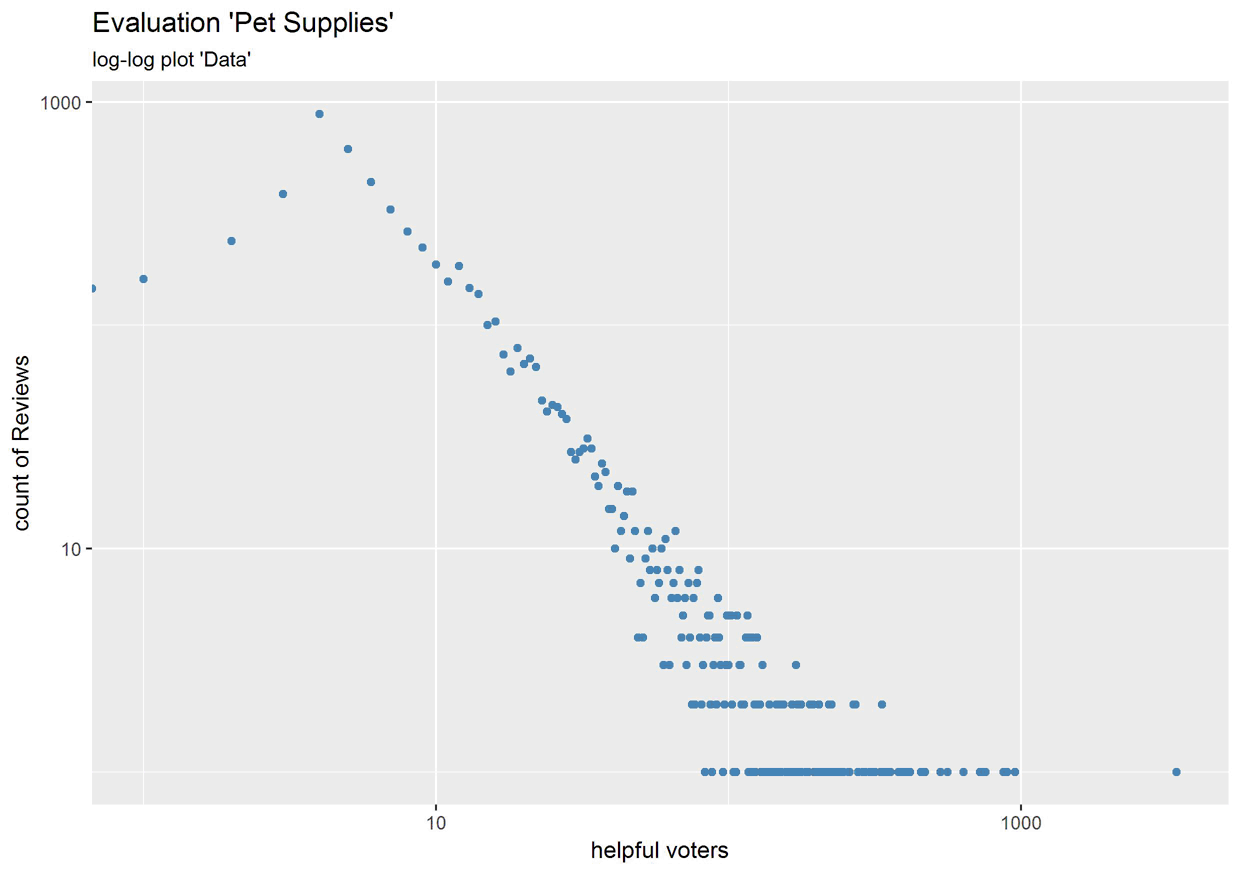 Evaluation 'Pet Supplies'
log-log plot 'Data'
1000
count of Reviews
10
10
1000
helpful voters